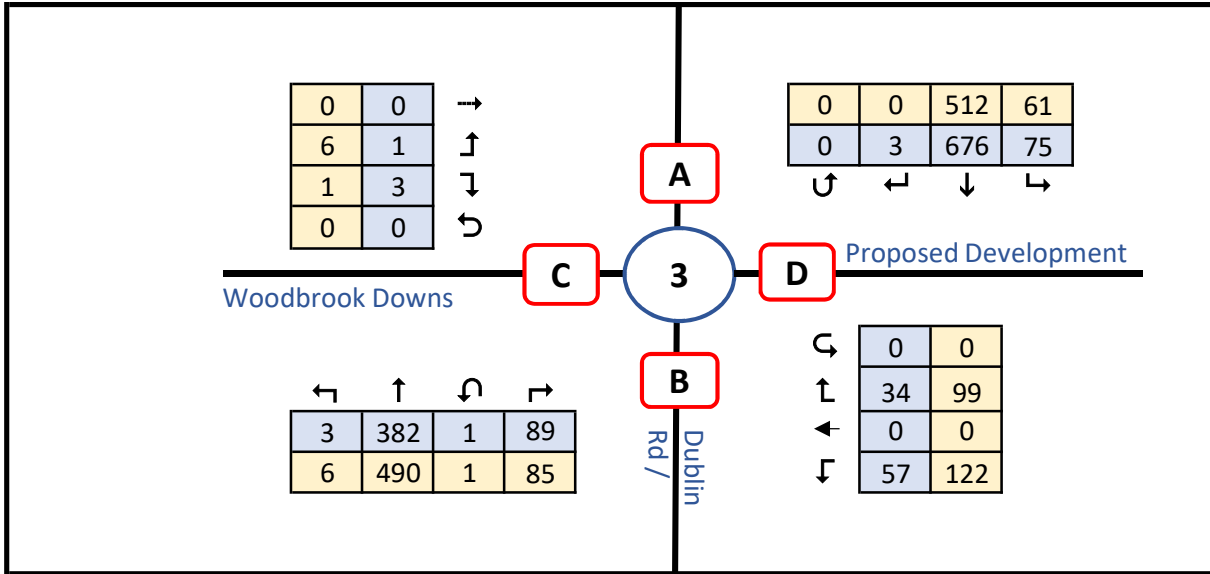 0 0
6 1
1 3
0 0
0 0 512 61
0 3 676 75
A
C
3
D
B
Proposed Development
Woodbrook Downs
3 382 1 89
6 490 1 85
Dublin
Rd /
0 0
34 99
0 0
57 122